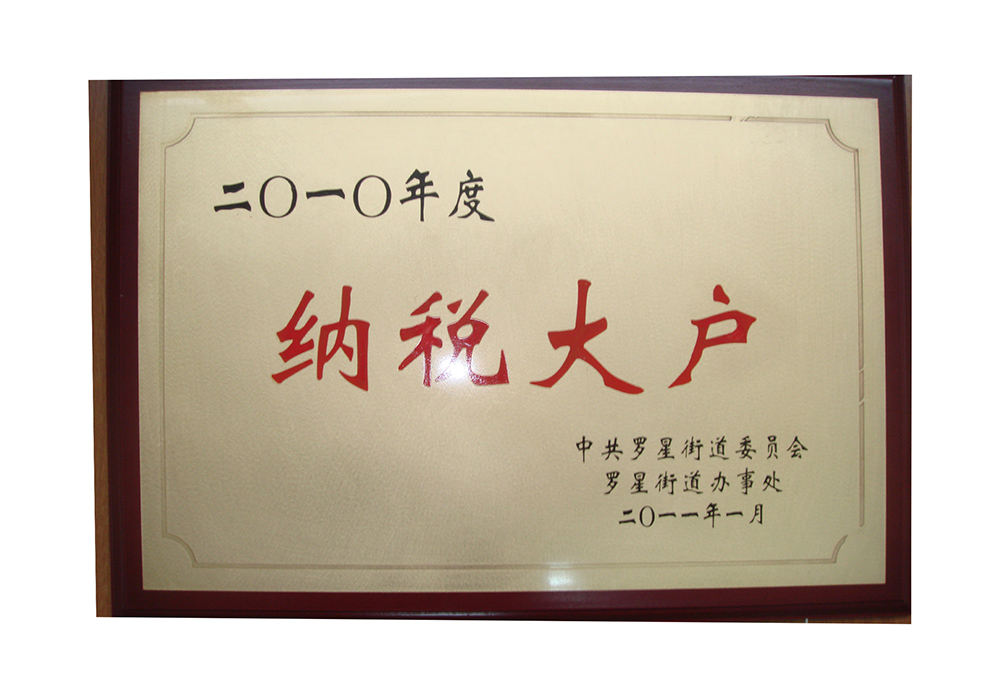 二〇一〇年度
纳税大户
中共罗星街道委员会
罗星街道办事处
二〇一一年一月